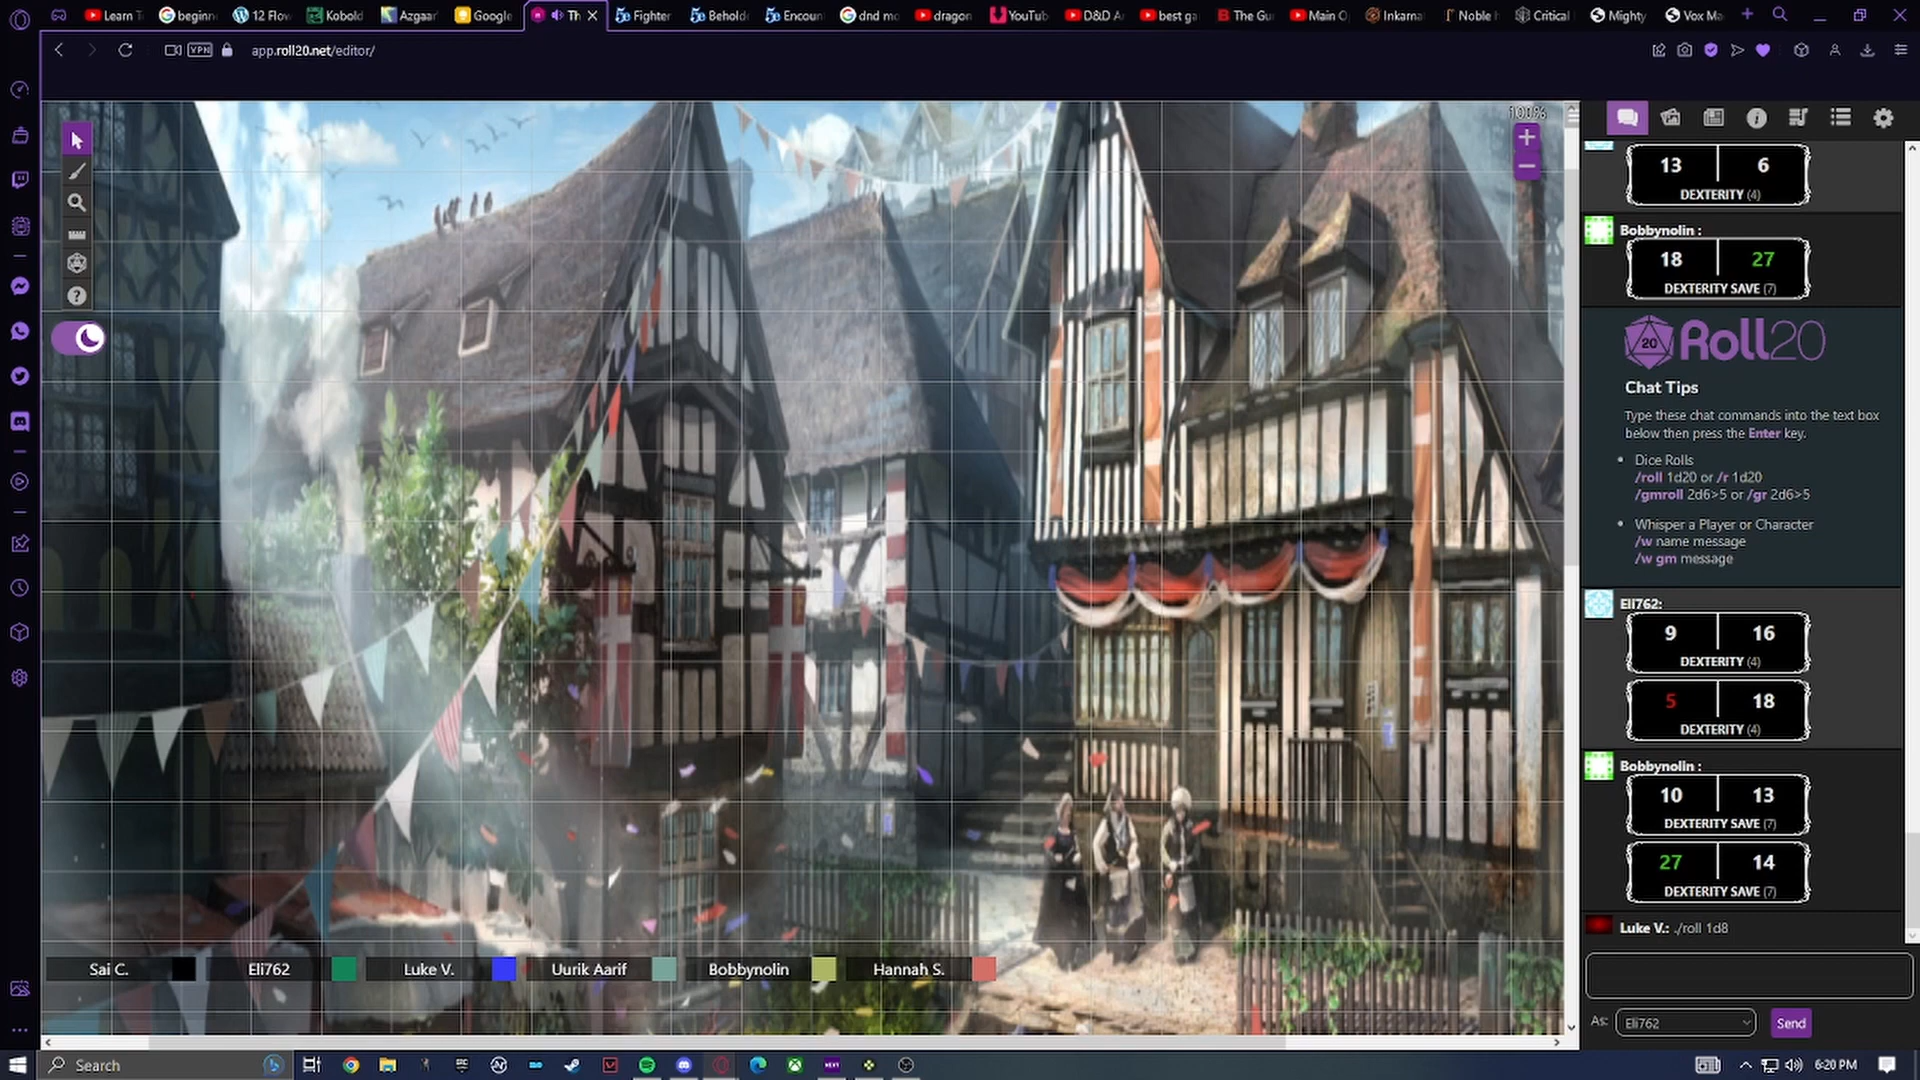 Learn T
beginn
12 Flow
Kobold
Azgaar
Google
Th
Fighter
Behold
Encoun
dnd mo
dragon
YouTub
D&D A
best ga
The Gu
Main O
Inkarna
Noble h
Critical
Mighty
Vox Ma
VPN
app.roll20.net/editor/
100%
13
6
DEXTERITY (4)
Bobbynolin :
18
27
DEXTERITY SAVE (7)
20
Roll20
Chat Tips
Type these chat commands into the text box
below then press the Enter key.
Dice Rolls
/roll 1d20 or /r 1d20
/gmroll 2d6>5 or /gr 2d6>5
Whisper a Player or Character
/w name message
/w gm message
Eli762:
9
16
DEXTERITY (4)
5
18
DEXTERITY (4)
Bobbynolin :
10
13
DEXTERITY SAVE (7)
27
14
DEXTERITY SAVE (7)
Luke V.: ./roll 1d8
Sai C.
Eli762
Luke V.
Uurik Aarif
Bobbynolin
Hannah S.
As:
Eli762
Send
Search
6:20 PM